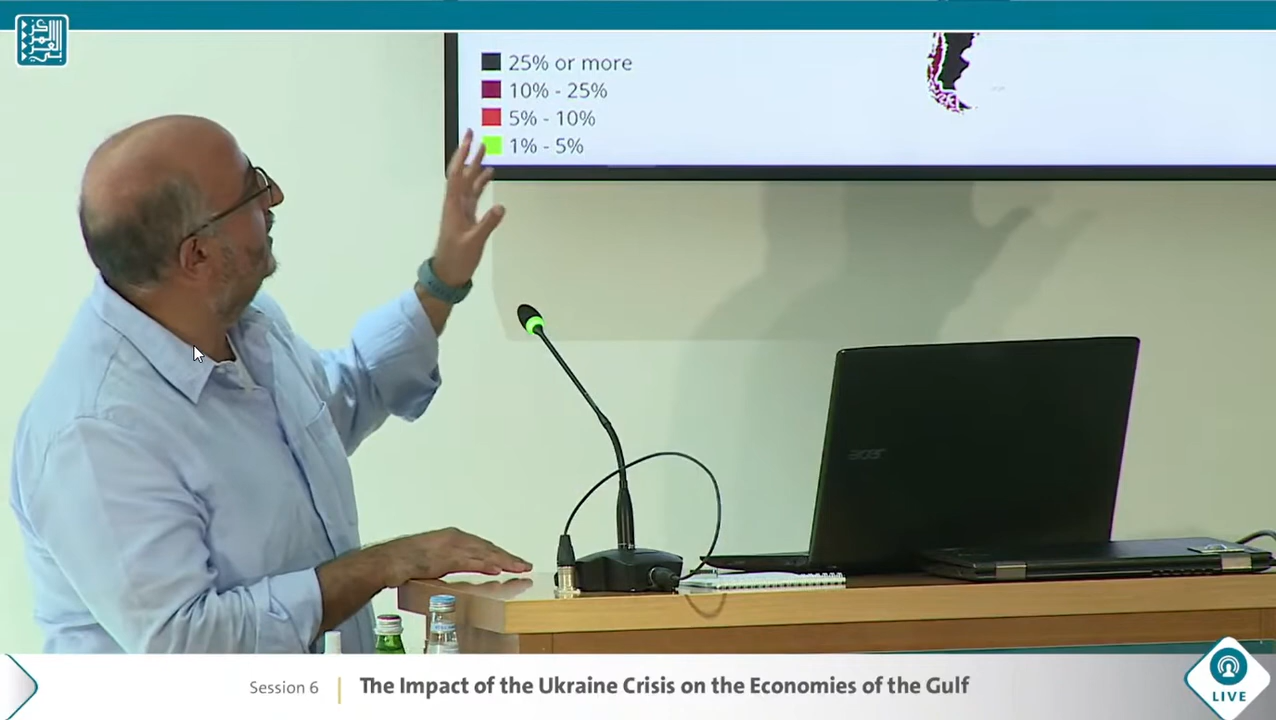 25% or more
10% - 25%
5% - 10%
1% - 5%
acer
Session 6
The Impact of the Ukraine Crisis on the Economies of the Gulf
LIVE